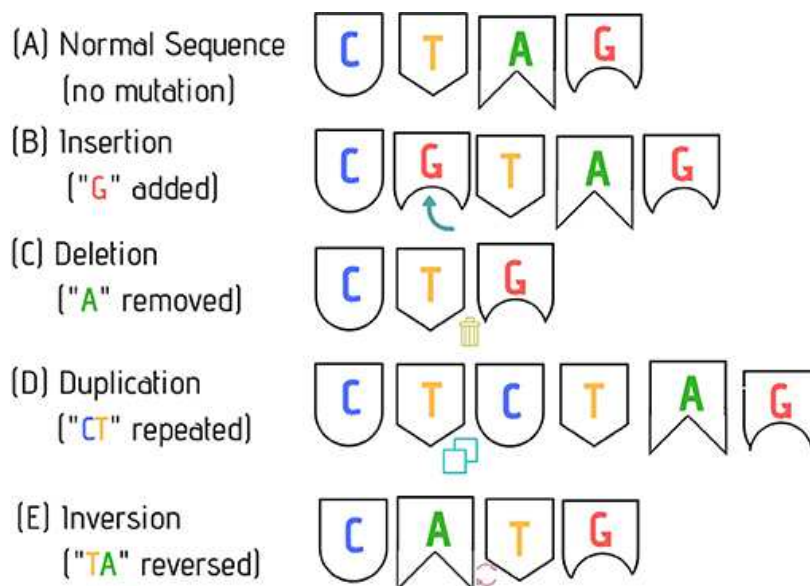 (A) Normal Sequence C T A G
(no mutation)
(B) Insertion C G T A G
("G" added)
(C) Deletion C T G
("A" removed)
(D) Duplication C T C T A G
("CT" repeated)
(E) Inversion C A T G
("TA" reversed)